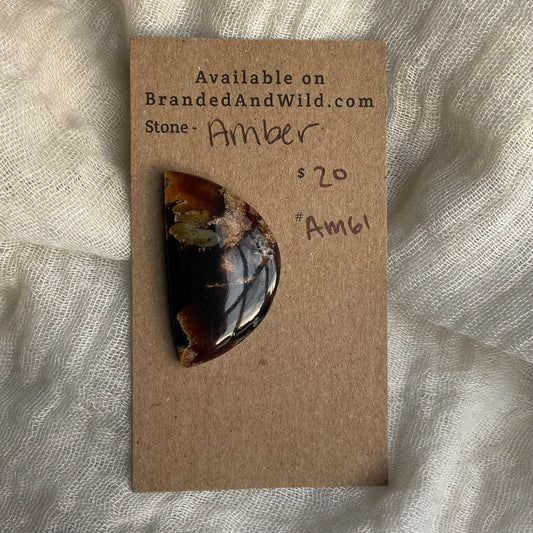 Available on
BrandedAndWild.com
Stone - Amber
$ 20
# Am61